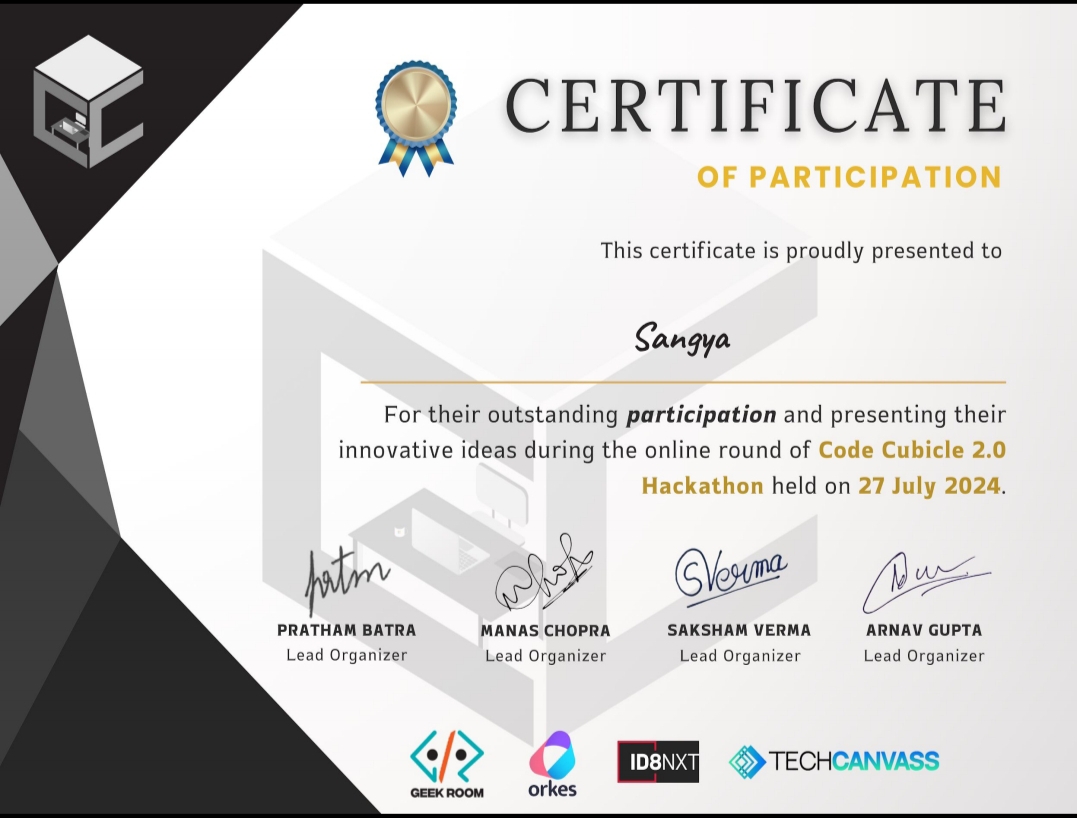 CERTIFICATE
OF PARTICIPATION
This certificate is proudly presented to
Sangya
For their outstanding participation and presenting their
innovative ideas during the online round of Code Cubicle 2.0
Hackathon held on 27 July 2024.
SVerma
PRATHAM BATRA MANAS CHOPRA SAKSHAM VERMA ARNAV GUPTA
Lead Organizer Lead Organizer Lead Organizer Lead Organizer
GEEK ROOM orkes ID8NXT TECHCANVASS